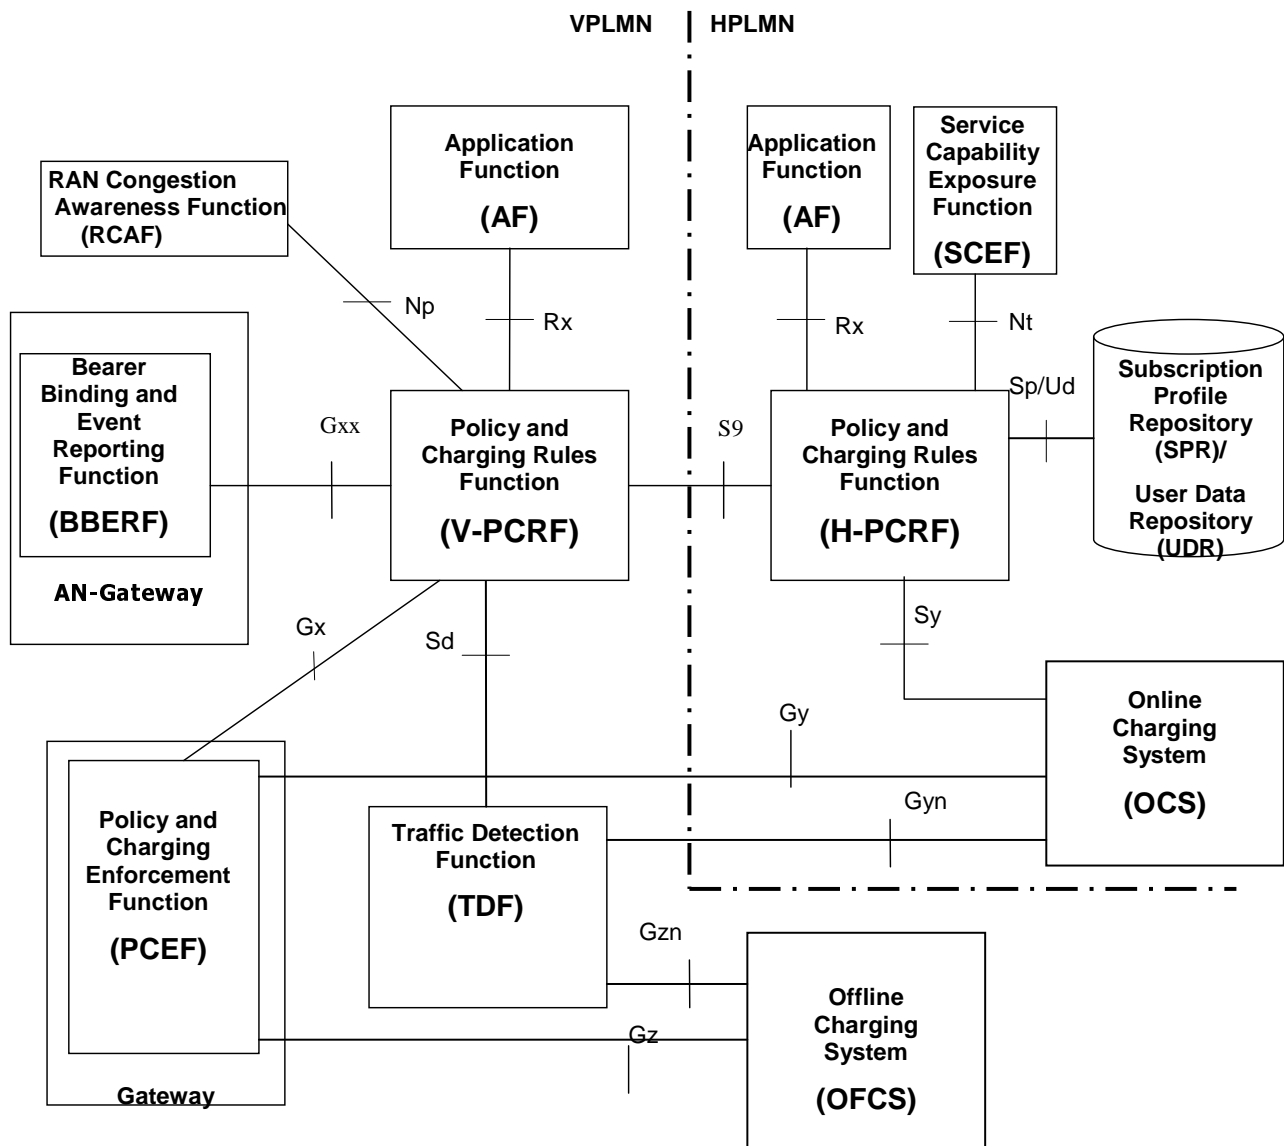 VPLMN
HPLMN
RAN Congestion
Awareness Function
(RCAF)
Application
Function
(AF)
Application
Function
(AF)
Service
Capability
Exposure
Function
(SCEF)
Np
Rx
Rx
Nt
Sp/Ud
Bearer
Binding and
Event
Reporting
Function
(BBERF)
AN-Gateway
Gxx
Policy and
Charging Rules
Function
(V-PCRF)
S9
Policy and
Charging Rules
Function
(H-PCRF)
Subscription
Profile
Repository
(SPR)/
User Data
Repository
(UDR)
Gx
Sd
Sy
Gy
Gyn
Online
Charging
System
(OCS)
Policy and
Charging
Enforcement
Function
(PCEF)
Gateway
Traffic Detection
Function
(TDF)
Gzn
Gz
Offline
Charging
System
(OFCS)